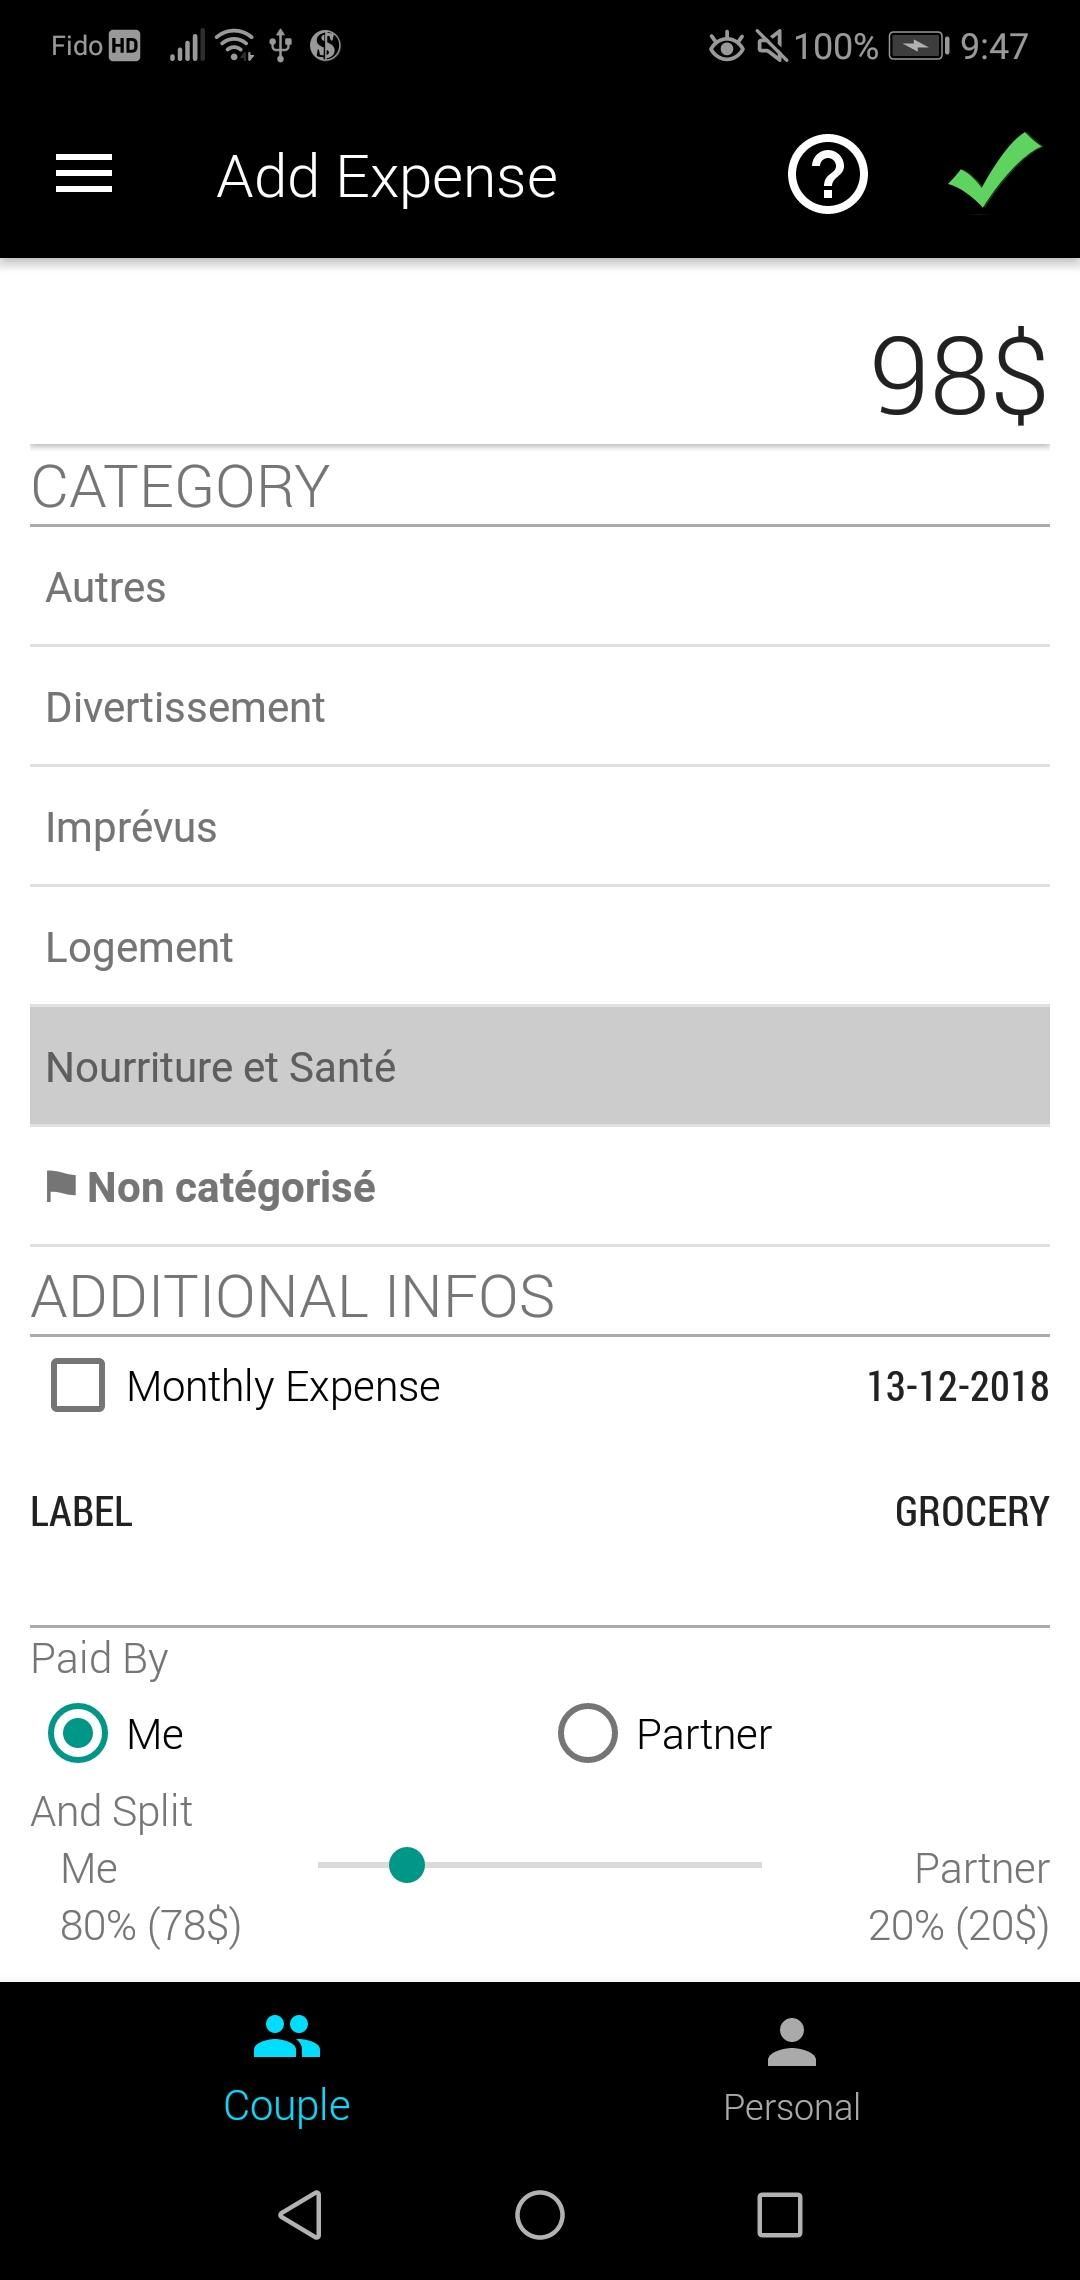 Fido HD 100% 9:47
Add Expense
98$
CATEGORY
Autres
Divertissement
Imprévus
Logement
Nourriture et Santé
Non catégorisé
ADDITIONAL INFOS
Monthly Expense 13-12-2018
LABEL GROCERY
Paid By
Me Partner
And Split
Me Partner
80% (78$) 20% (20$)
Couple Personal